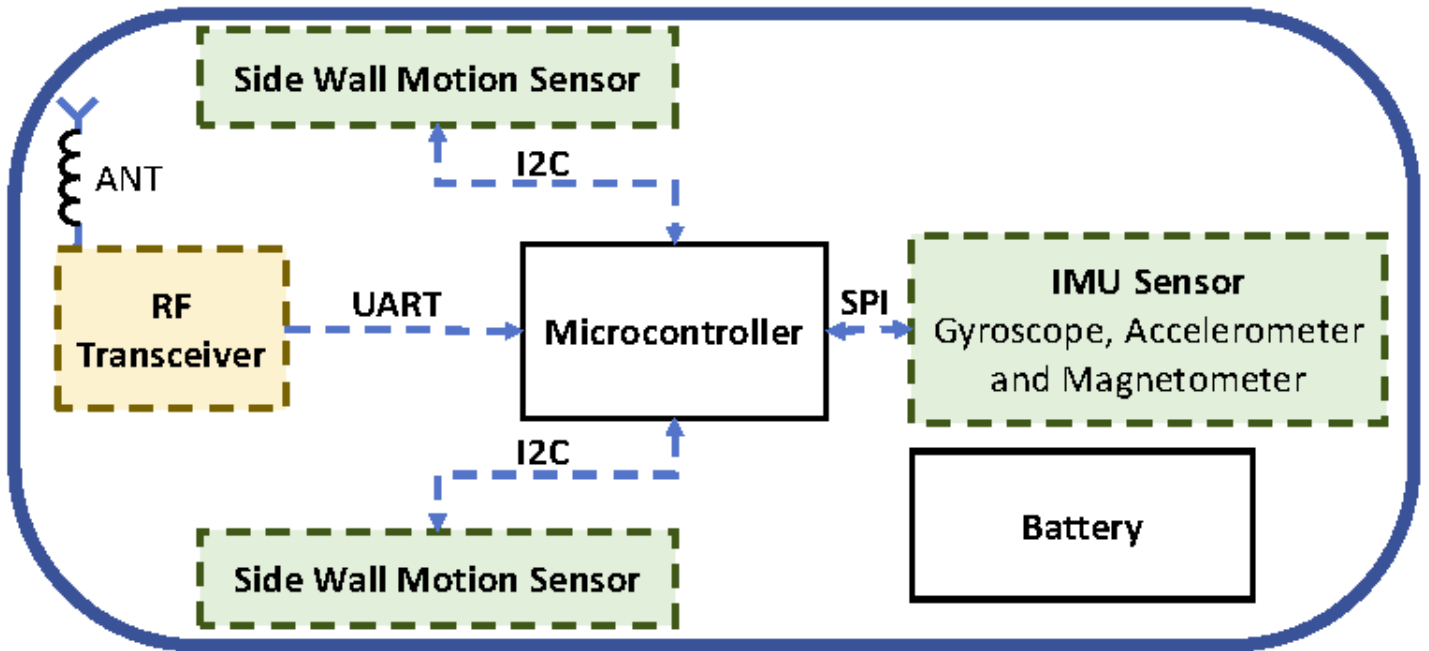 Side Wall Motion Sensor
I2C
ANT
RF
Transceiver
UART
Microcontroller
SPI
IMU Sensor
Gyroscope, Accelerometer
and Magnetometer
I2C
Battery
Side Wall Motion Sensor